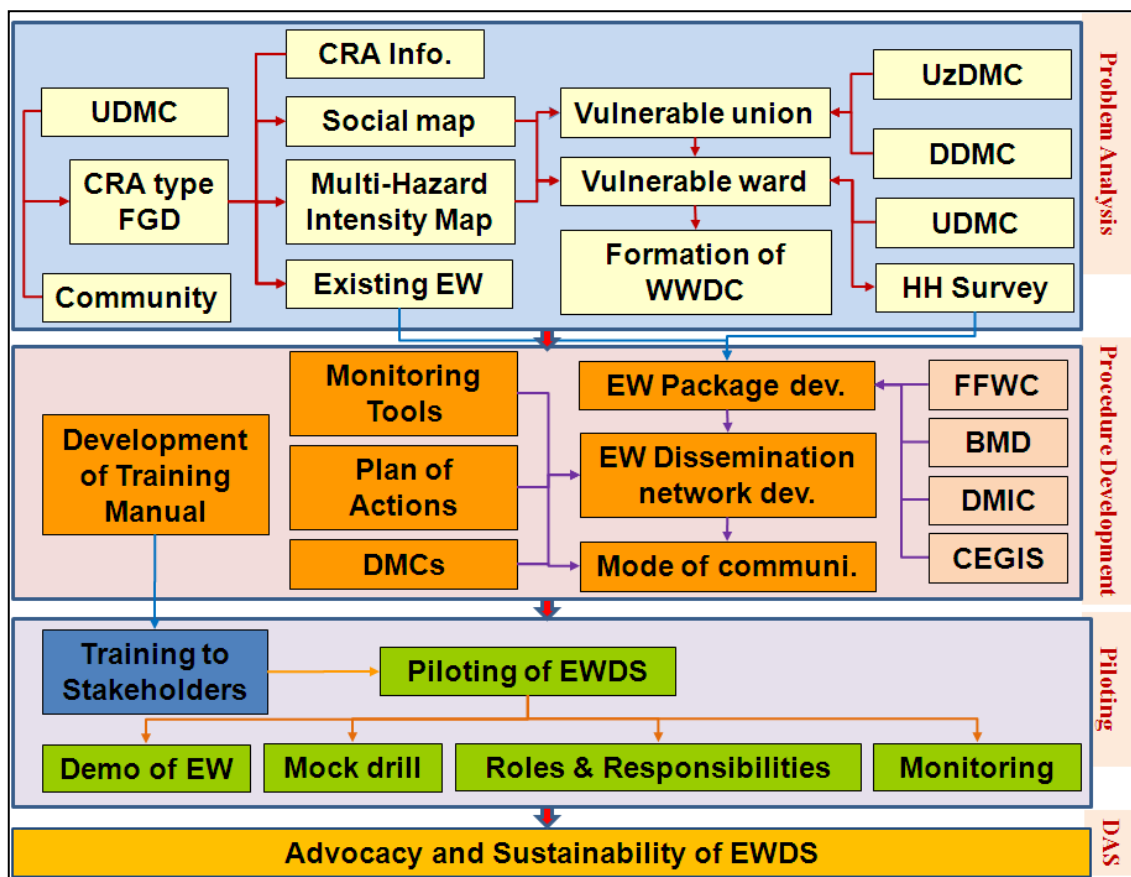 CRA Info.
UzDMC
UDMC
Social map
Vulnerable union
DDMC
CRA type
FGD
Multi-Hazard
Intensity Map
Vulnerable ward
UDMC
Community
Existing EW
Formation of
WWDC
HH Survey
Problem Analysis
Monitoring
Tools
EW Package dev.
FFWC
Development
of Training
Manual
Plan of
Actions
EW Dissemination
network dev.
BMD
DMIC
DMCs
Mode of communi.
CEGIS
Procedure Development
Training to
Stakeholders
Piloting of EWDS
Demo of EW
Mock drill
Roles & Responsibilities
Monitoring
Piloting
Advocacy and Sustainability of EWDS
DAS